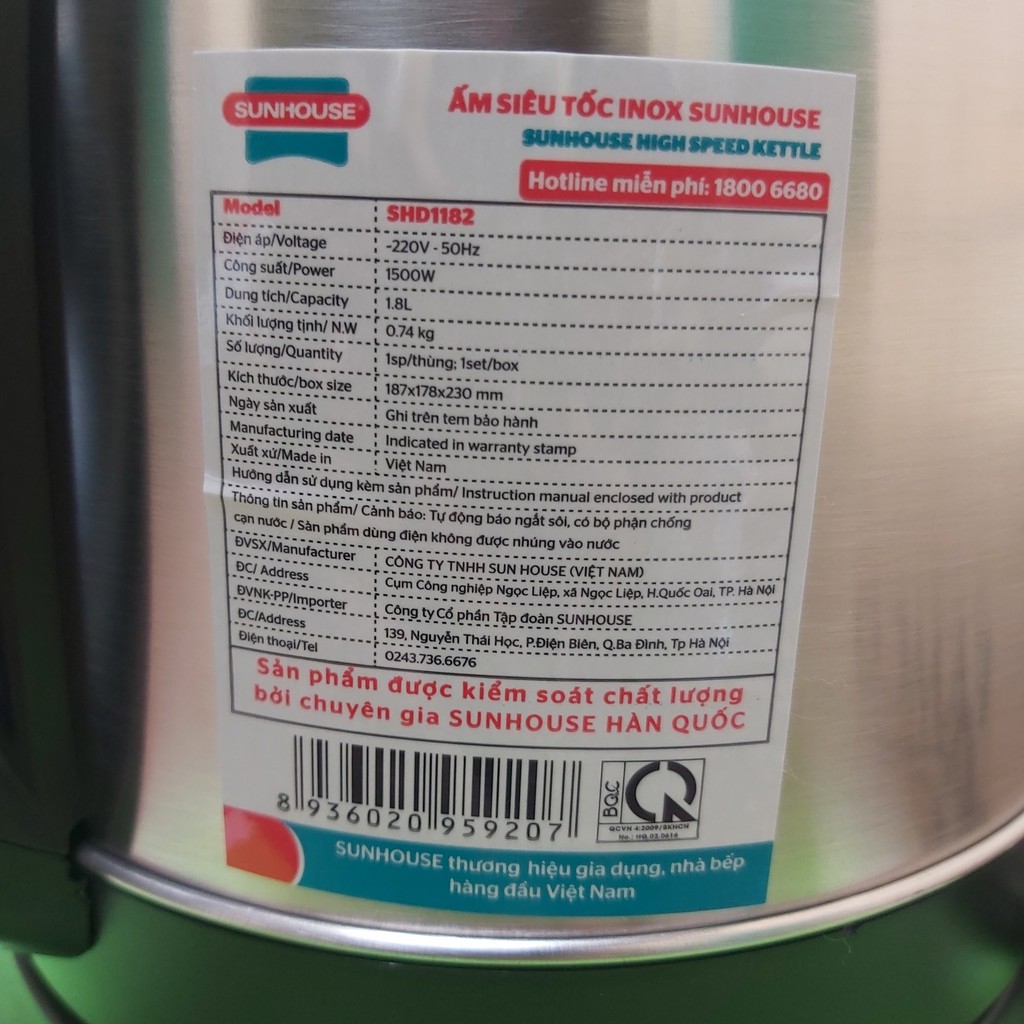 SUNHOUSE®
ẤM SIÊU TỐC INOX SUNHOUSE
SUNHOUSE HIGH SPEED KETTLE
Hotline miễn phí: 1800 6680
Model SHD1182
Điện áp/Voltage ~220V - 50Hz
Công suất/Power 1500W
Dung tích/Capacity 1.8L
Khối lượng tịnh/ N.W 0.74 kg
Số lượng/Quantity 1sp/thùng; 1set/box
Kích thước/box size 187x178x230 mm
Ngày sản xuất Ghi trên tem bảo hành
Manufacturing date Indicated in warranty stamp
Xuất xứ/Made in Việt Nam
Hướng dẫn sử dụng kèm sản phẩm/ Instruction manual enclosed with product
Thông tin sản phẩm/ Cảnh báo: Tự động báo ngắt sôi, có bộ phận chống
cạn nước / Sản phẩm dùng điện không được nhúng vào nước
ĐVSX/Manufacturer CÔNG TY TNHH SUN HOUSE (VIỆT NAM)
ĐC/ Address Cụm Công nghiệp Ngọc Liệp, xã Ngọc Liệp, H.Quốc Oai, TP. Hà Nội
ĐVNK-PP/Importer Công ty Cổ phần Tập đoàn SUNHOUSE
ĐC/Address 139, Nguyễn Thái Học, P.Điện Biên, Q.Ba Đình, Tp Hà Nội
Điện thoại/Tel 0243.736.6676
Sản phẩm được kiểm soát chất lượng
bởi chuyên gia SUNHOUSE HÀN QUỐC
8 936020 959207
BQC
QCVN 4:2009/BKHCN
No.: HQ.03.0616
SUNHOUSE thương hiệu gia dụng, nhà bếp
hàng đầu Việt Nam